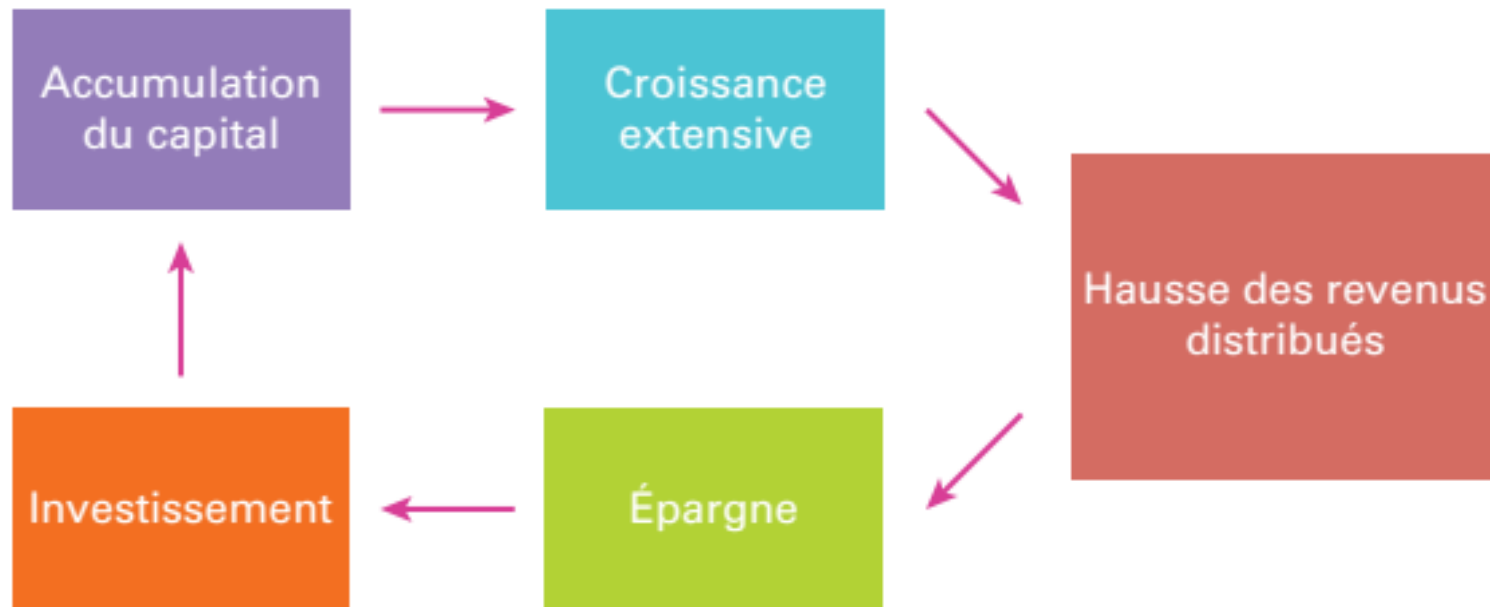 Accumulation
du capital
Croissance
extensive
Hausse des revenus
distribués
Épargne
Investissement